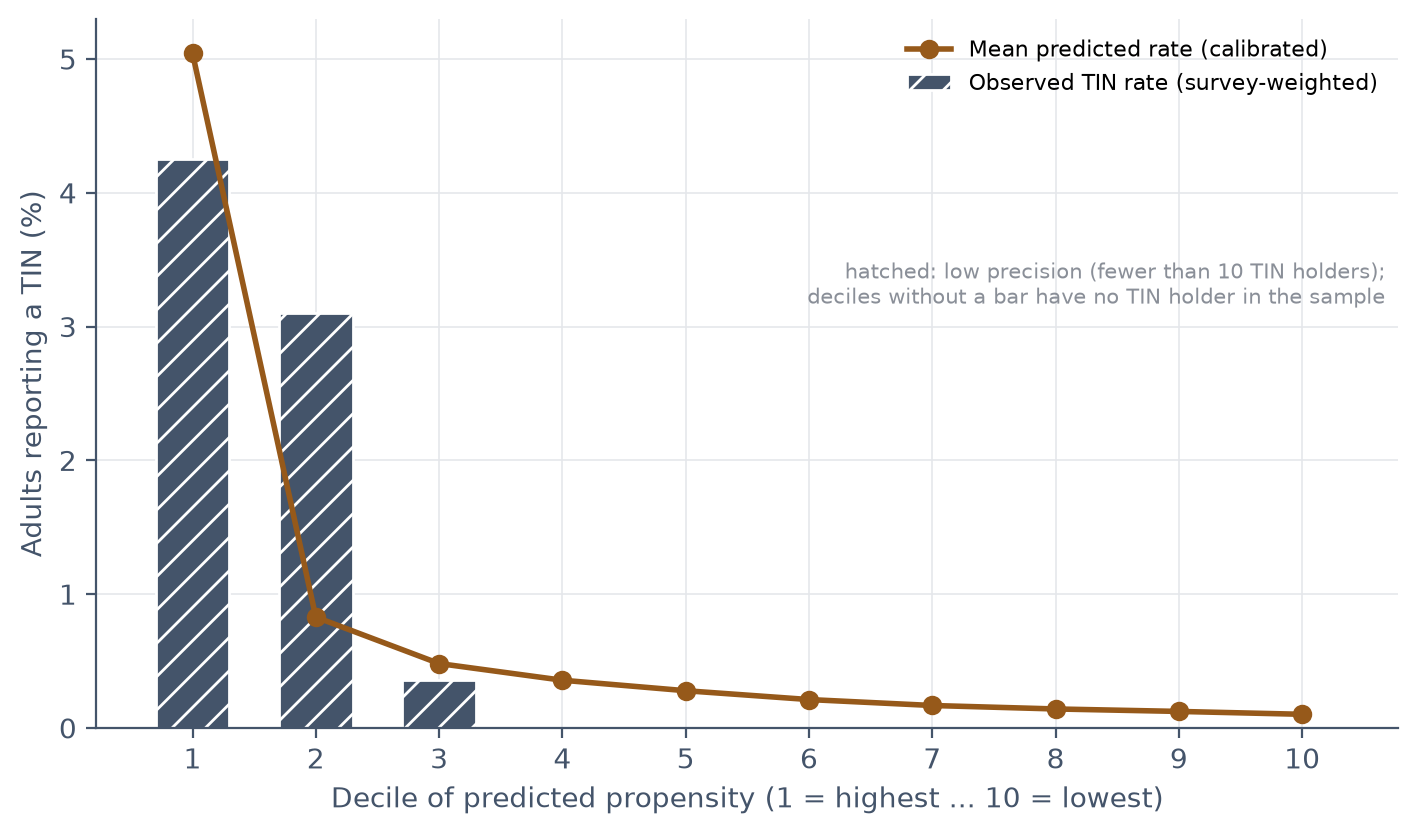 Mean predicted rate (calibrated)
Observed TIN rate (survey-weighted)
hatched: low precision (fewer than 10 TIN holders);
deciles without a bar have no TIN holder in the sample
Adults reporting a TIN (%)
5
4
3
2
1
0
1 2 3 4 5 6 7 8 9 10
Decile of predicted propensity (1 = highest ... 10 = lowest)